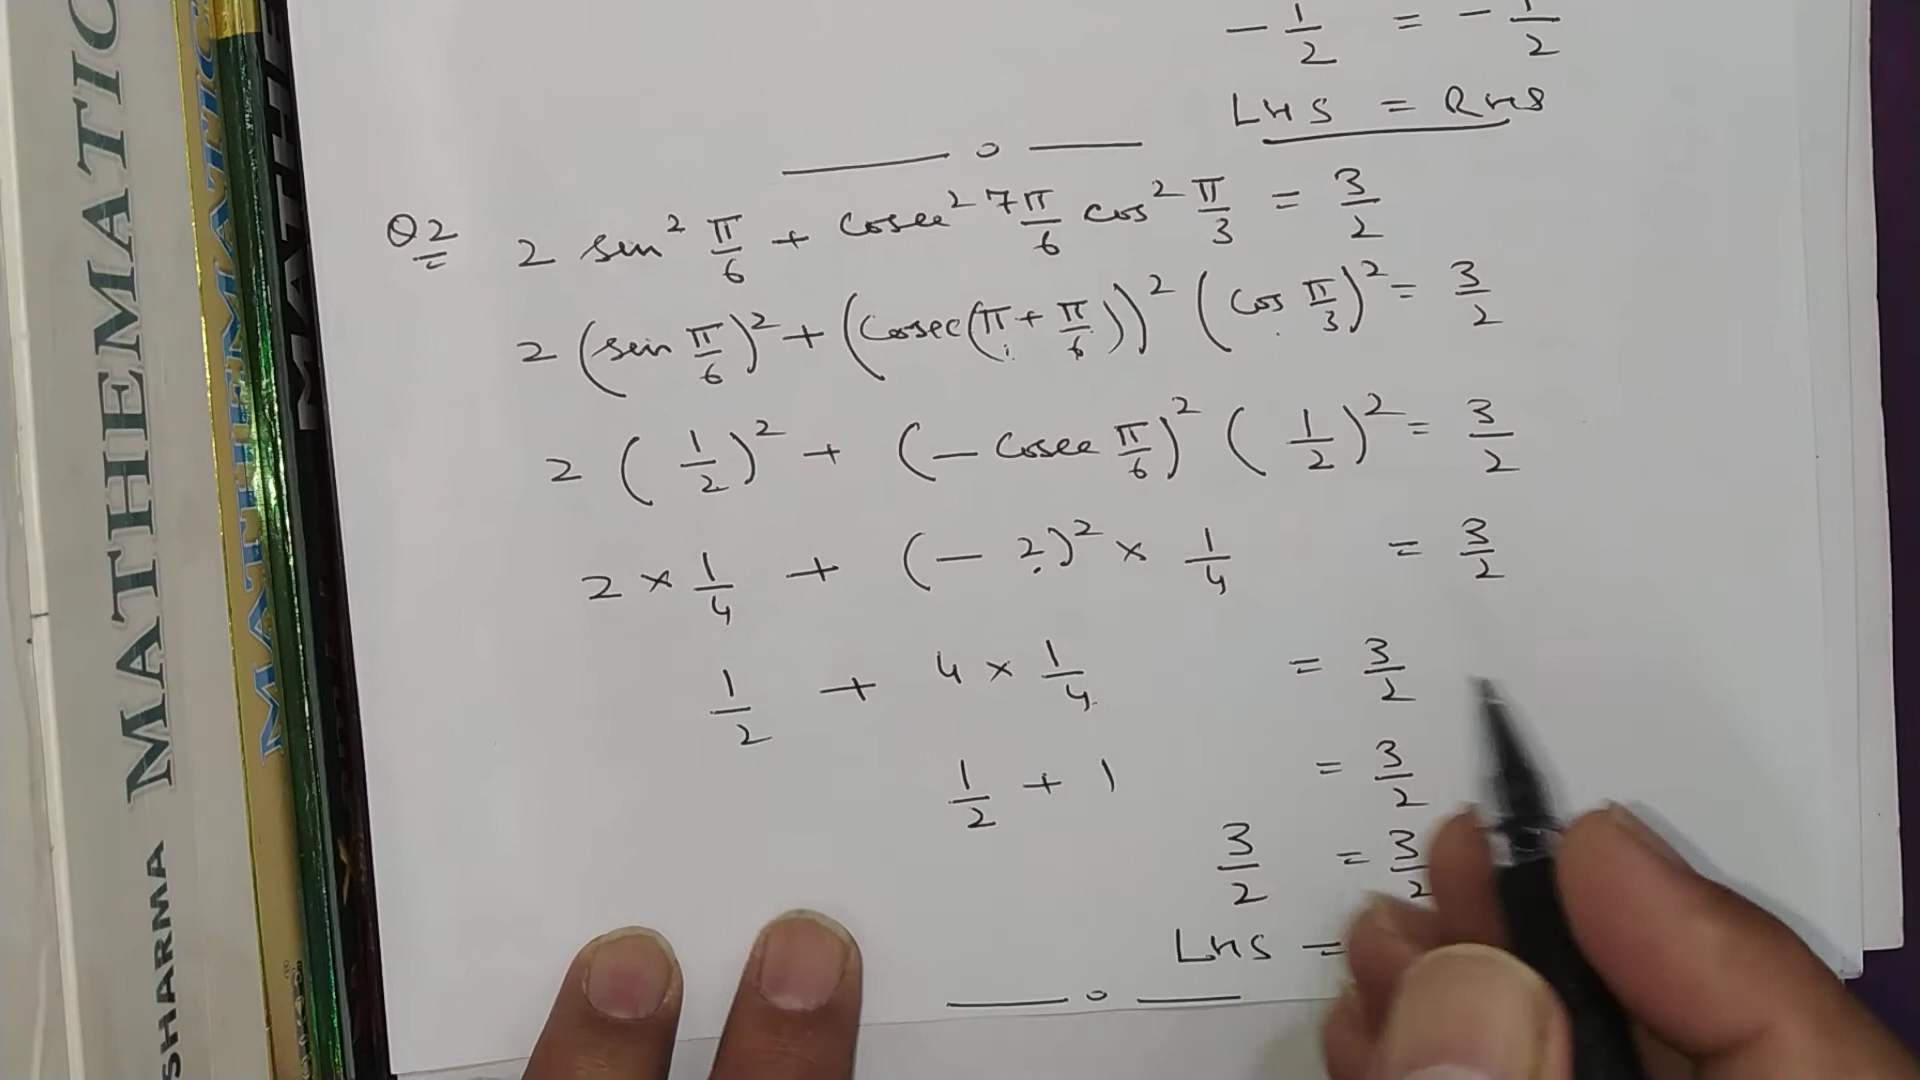 MATHEMATIC
SHARMA
MATHEMATIC
MATHE
-1/2 = -1/2
LHS = RHS
Q2 2 sin² π/6 + cosec² 7π/6 cos² π/3 = 3/2
2 (sin π/6)² + (cosec(π + π/6))² (cos π/3)² = 3/2
2 (1/2)² + (- cosec π/6)² (1/2)² = 3/2
2 × 1/4 + (- 2)² × 1/4 = 3/2
1/2 + 4 × 1/4 = 3/2
1/2 + 1 = 3/2
3/2 = 3/2
LHS =